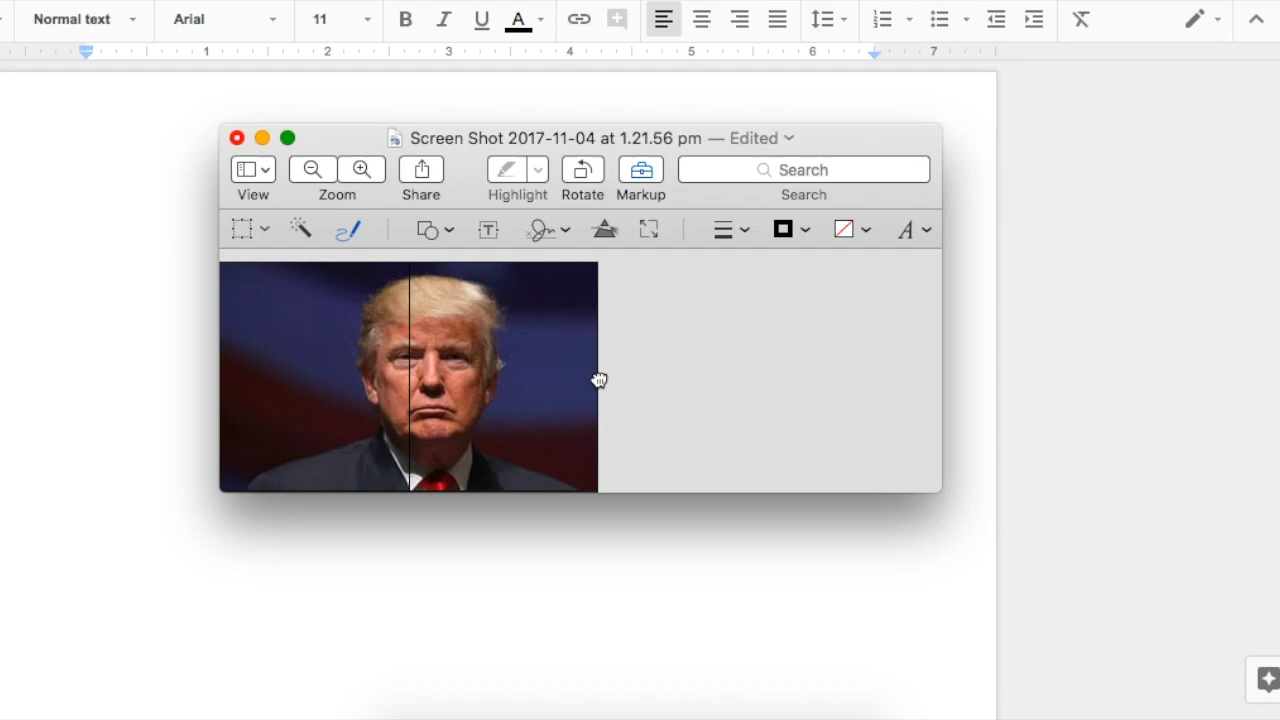 Normal text Arial 11 B I U A
1 2 3 4 5 6 7
Screen Shot 2017-11-04 at 1.21.56 pm — Edited
Search
View Zoom Share Highlight Rotate Markup Search
T A